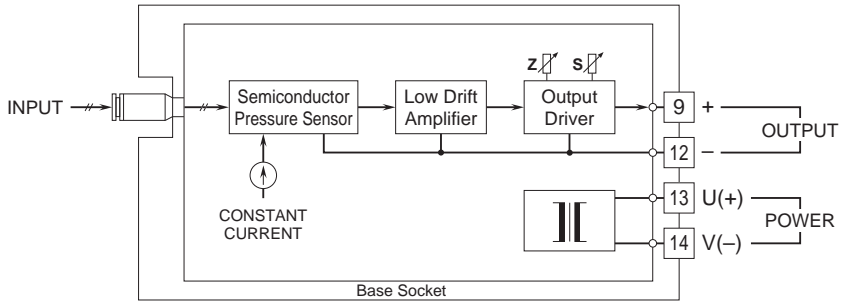 Z S
INPUT
Semiconductor
Pressure Sensor
Low Drift
Amplifier
Output
Driver
9 +
OUTPUT
12 –
CONSTANT
CURRENT
13 U(+)
POWER
14 V(–)
Base Socket